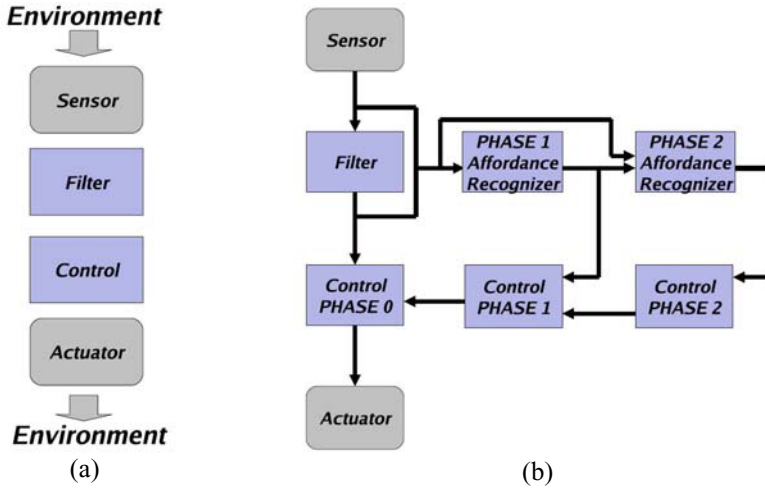 Environment
Sensor
Filter
Control
Actuator
Environment
(a)
Sensor
Filter
PHASE 1
Affordance
Recognizer
PHASE 2
Affordance
Recognizer
Control
PHASE 0
Control
PHASE 1
Control
PHASE 2
Actuator
(b)